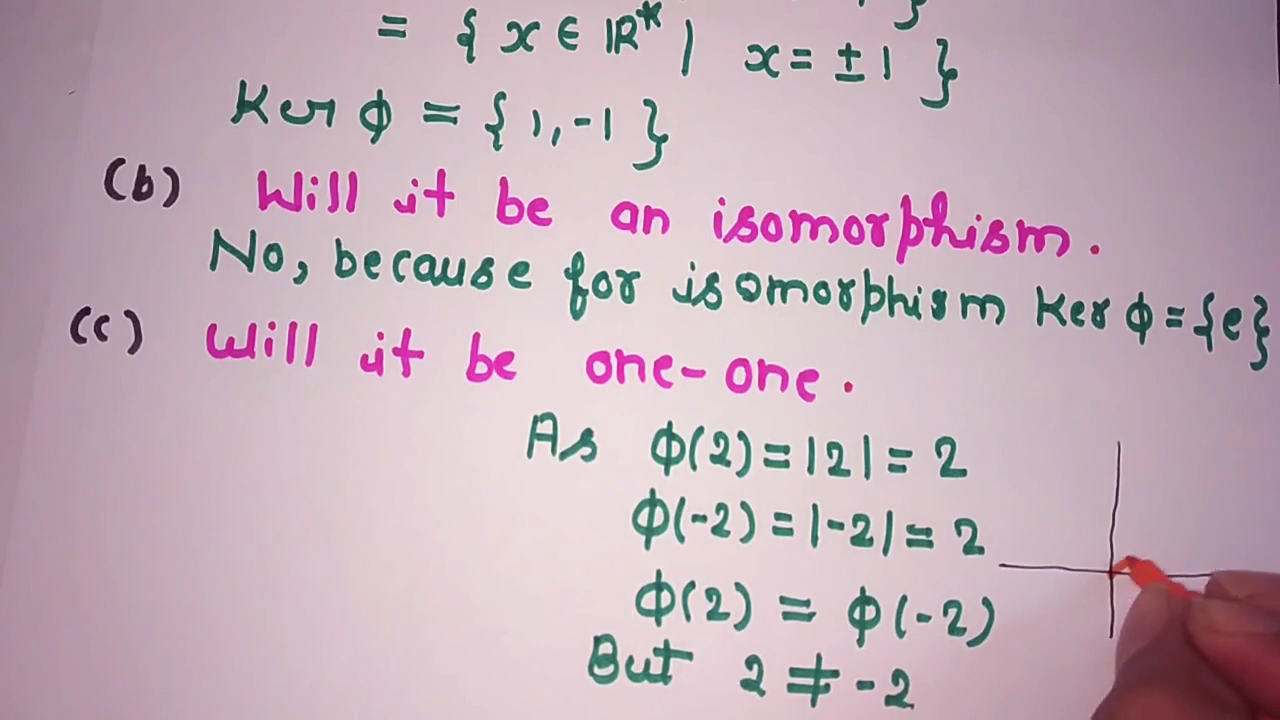 = { x ∈ ℝ* | x = ± 1 }
Ker ϕ = { 1, -1 }
(b) Will it be an isomorphism.
No, because for isomorphism Ker ϕ = {e}
(c) Will it be one-one.
As ϕ(2) = |2| = 2
ϕ(-2) = |-2| = 2
ϕ(2) = ϕ(-2)
But 2 ≠ -2